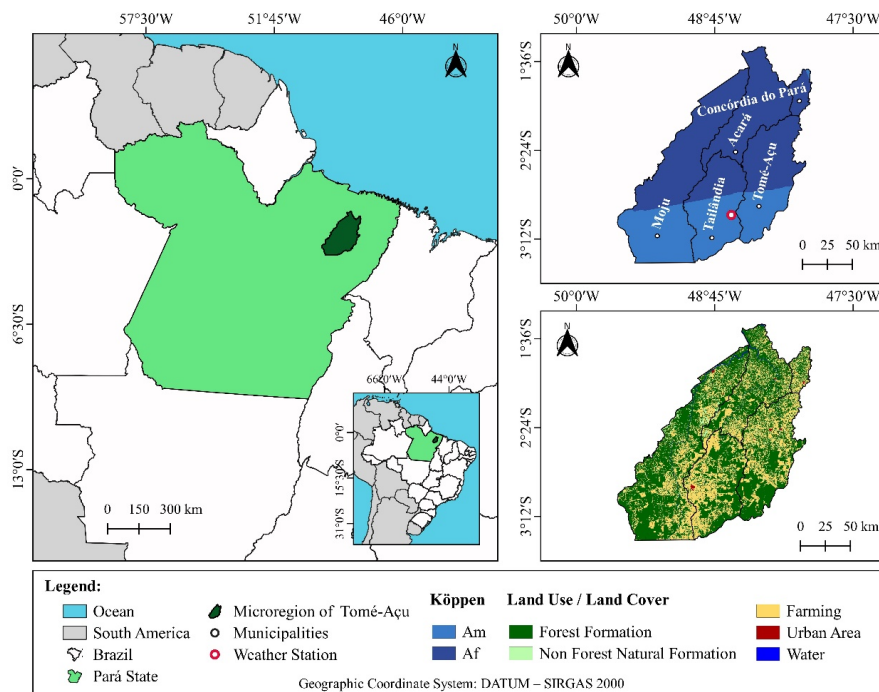 57°30'W 51°45'W 46°0'W
N
0°0'
6°30'S
13°0'S
0 150 300 km
66°0'W 44°0'W
0°0'
15°30'S
31°0'S
50°0'W 48°45'W 47°30'W
N
1°36'S
2°24'S
3°12'S
Concórdia do Pará
Acará
Tomé-Açu
Tailândia
Moju
0 25 50 km
50°0'W 48°45'W 47°30'W
N
1°36'S
2°24'S
3°12'S
0 25 50 km
Legend:
Ocean
South America
Brazil
Pará State
Microregion of Tomé-Açu
Municipalities
Weather Station
Köppen
Am
Af
Land Use / Land Cover
Forest Formation
Non Forest Natural Formation
Farming
Urban Area
Water
Geographic Coordinate System: DATUM – SIRGAS 2000